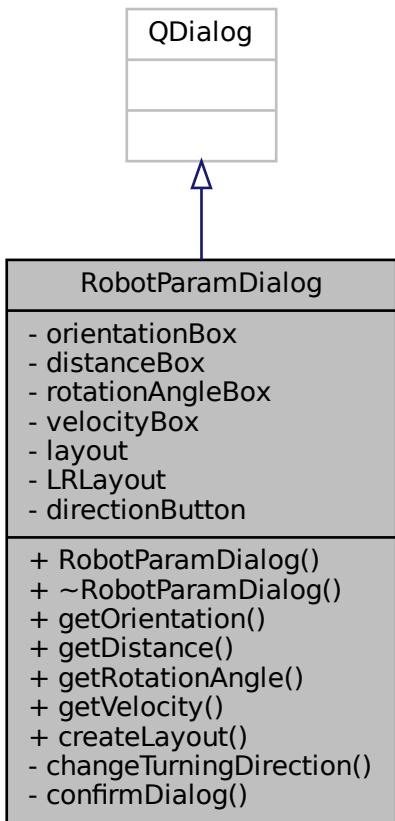 QDialog
RobotParamDialog
- orientationBox
- distanceBox
- rotationAngleBox
- velocityBox
- layout
- LRLayout
- directionButton
+ RobotParamDialog()
+ ~RobotParamDialog()
+ getOrientation()
+ getDistance()
+ getRotationAngle()
+ getVelocity()
+ createLayout()
- changeTurningDirection()
- confirmDialog()